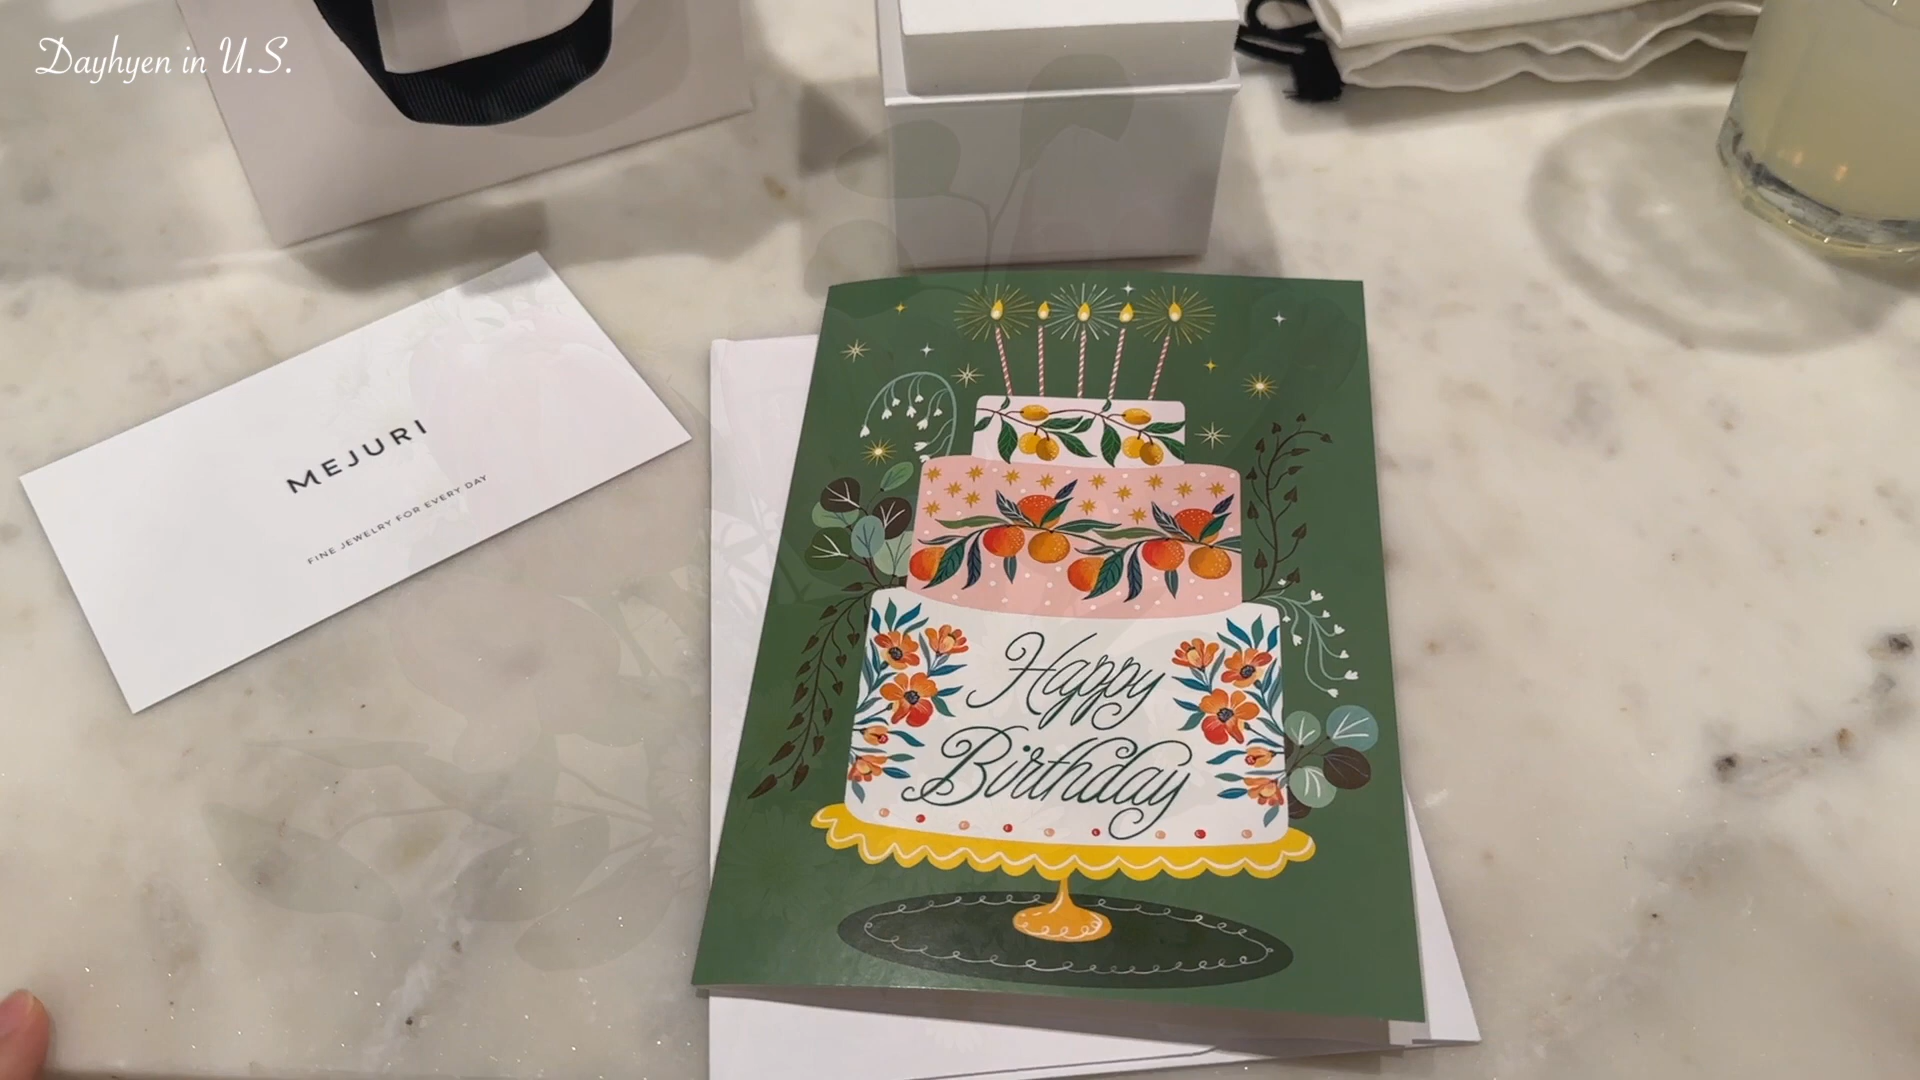 Dayhyen in U.S.
MEJURI
FINE JEWELRY FOR EVERY DAY
Happy
Birthday